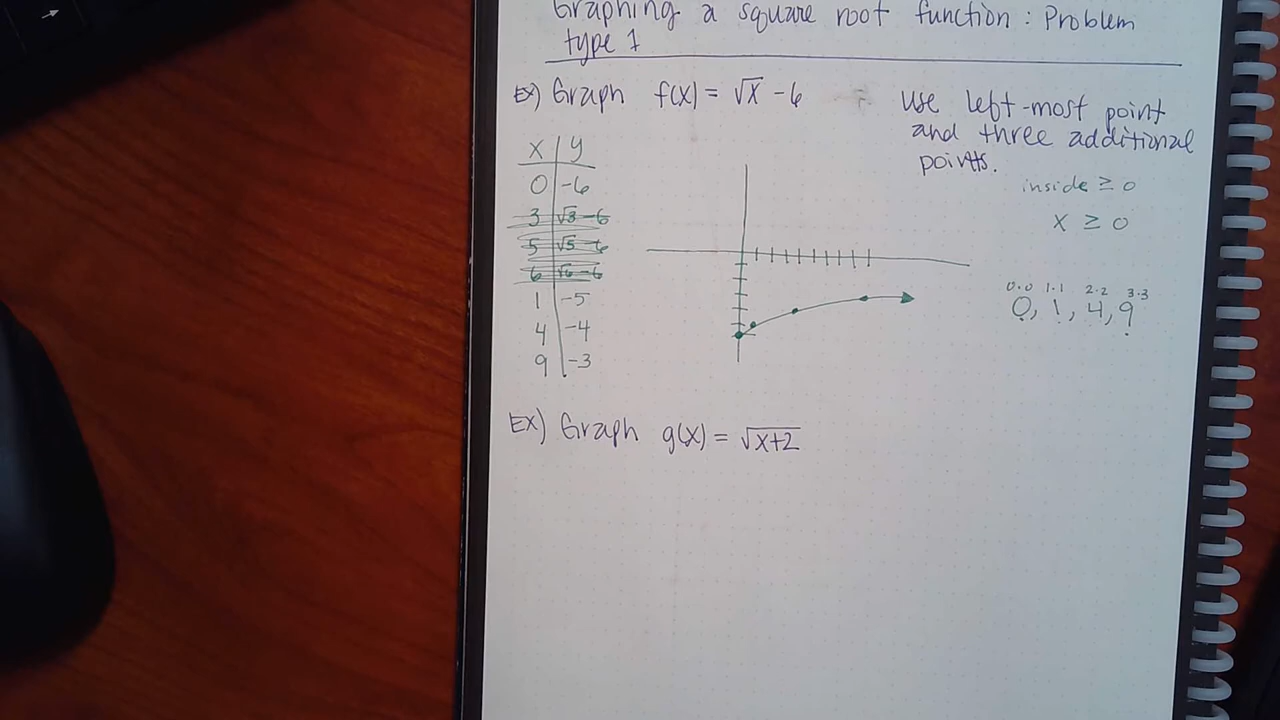 Graphing a square root function : Problem
type 1
Ex) Graph f(x) = √x - 6
use left-most point
and three additional
points.
x | y
0 | -6
3 | √3 - 6
5 | √5 - 6
6 | √6 - 6
1 | -5
4 | -4
9 | -3
inside ≥ 0
x ≥ 0
0·0 1·1 2·2 3·3
0, 1, 4, 9
Ex) Graph g(x) = √x+2